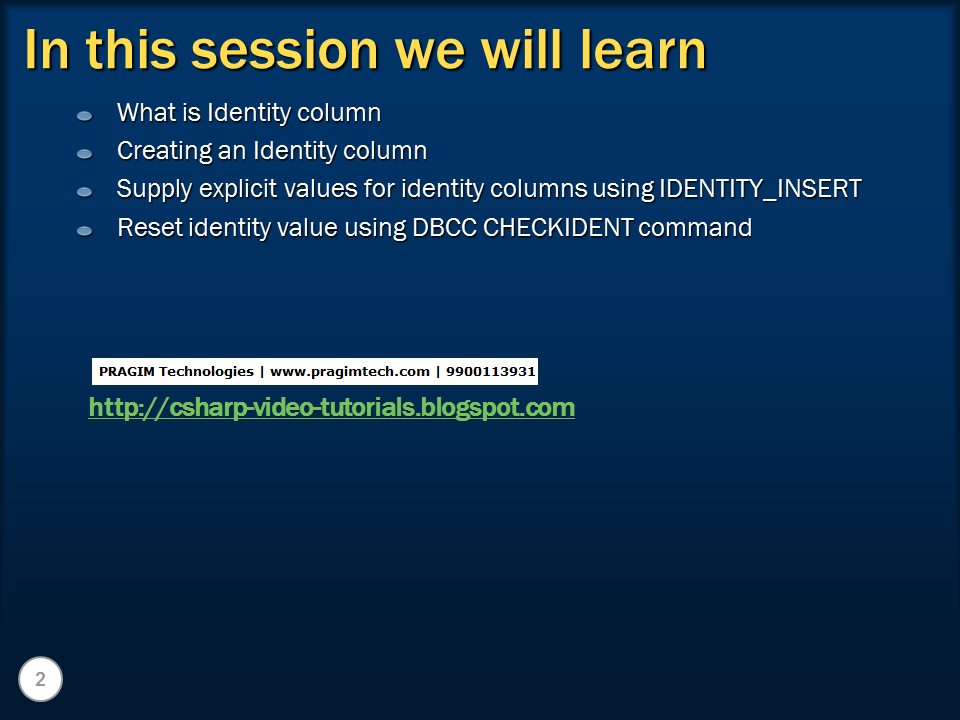 In this session we will learn
What is Identity column
Creating an Identity column
Supply explicit values for identity columns using IDENTITY_INSERT
Reset identity value using DBCC CHECKIDENT command
PRAGIM Technologies | www.pragimtech.com | 9900113931
http://csharp-video-tutorials.blogspot.com
2